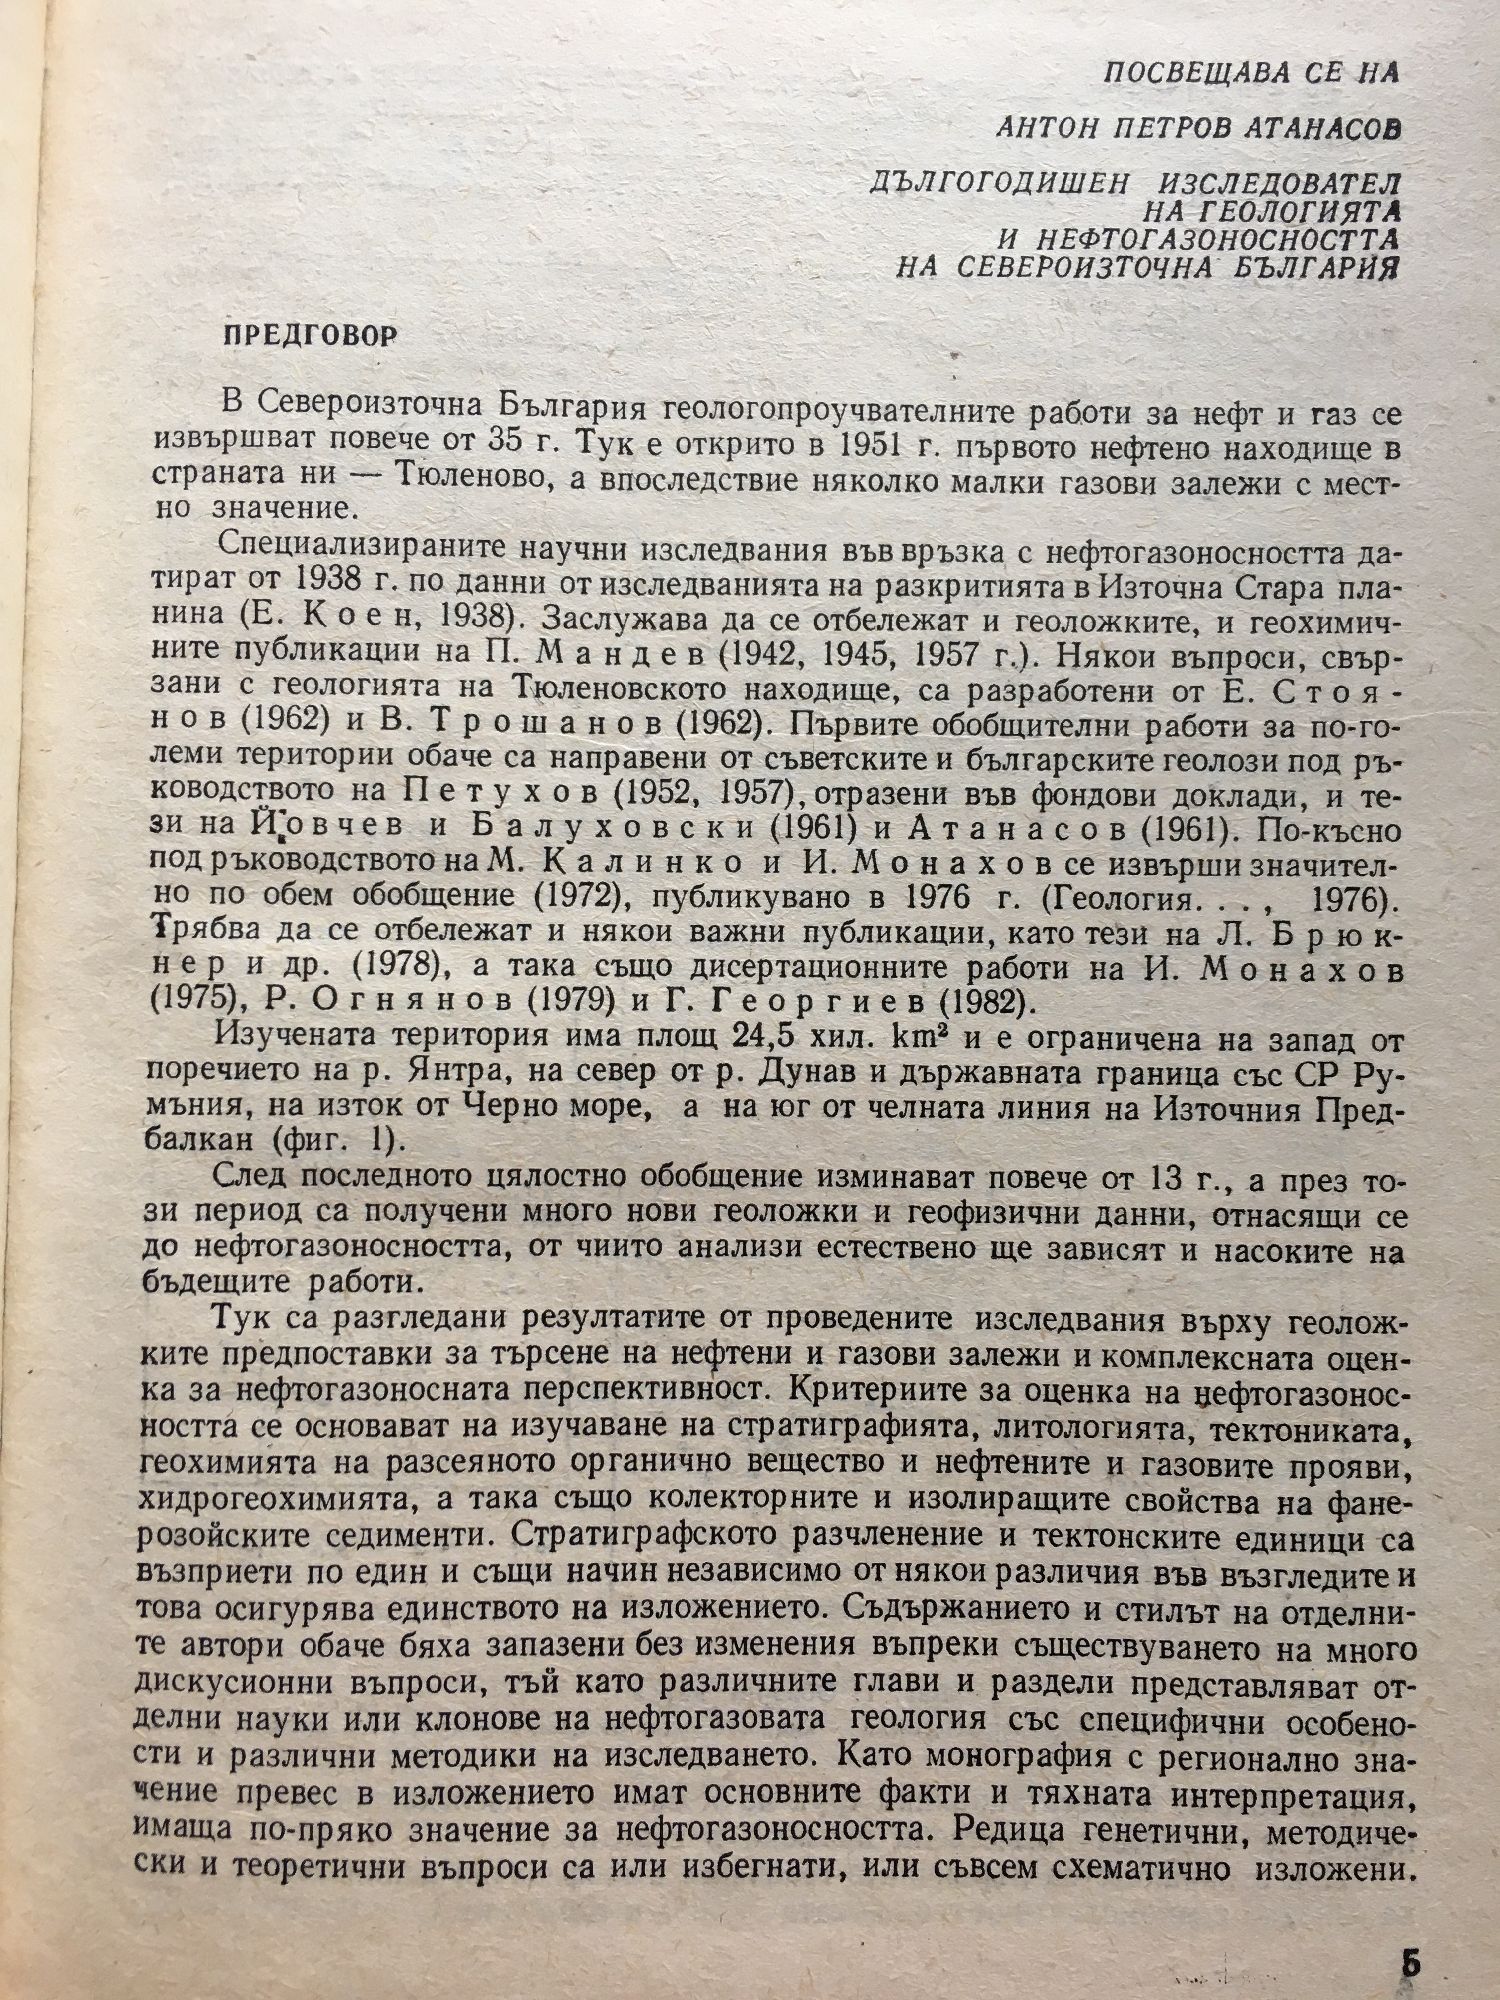 ПОСВЕЩАВА СЕ НА
АНТОН ПЕТРОВ АТАНАСОВ
ДЪЛГОГОДИШЕН ИЗСЛЕДОВАТЕЛ
НА ГЕОЛОГИЯТА
И НЕФТОГАЗОНОСНОСТТА
НА СЕВЕРОИЗТОЧНА БЪЛГАРИЯ
ПРЕДГОВОР
В Североизточна България геологопроучвателните работи за нефт и газ се
извършват повече от 35 г. Тук е открито в 1951 г. първото нефтено находище в
страната ни — Тюленово, а впоследствие няколко малки газови залежи с мест-
но значение.
Специализираните научни изследвания във връзка с нефтогазоносността да-
тират от 1938 г. по данни от изследванията на разкритията в Източна Стара пла-
нина (Е. Коен, 1938). Заслужава да се отбележат и геоложките, и геохимич-
ните публикации на П. Мандев (1942, 1945, 1957 г.). Някои въпроси, свър-
зани с геологията на Тюленовското находище, са разработени от Е. Стоя-
нов (1962) и В. Трошанов (1962). Първите обобщителни работи за по-го-
леми територии обаче са направени от съветските и българските геолози под ръ-
ководството на Петухов (1952, 1957), отразени във фондови доклади, и те-
зи на Йовчев и Балуховски (1961) и Атанасов (1961). По-късно
под ръководството на М. Калинко и И. Монахов се извърши значител-
но по обем обобщение (1972), публикувано в 1976 г. (Геология. . . , 1976).
Трябва да се отбележат и някои важни публикации, като тези на Л. Брюк-
нер и др. (1978), а така също дисертационните работи на И. Монахов
(1975), Р. Огнянов (1979) и Г. Георгиев (1982).
Изучената територия има площ 24,5 хил. km² и е ограничена на запад от
поречието на р. Янтра, на север от р. Дунав и държавната граница със СР Ру-
мъния, на изток от Черно море, а на юг от челната линия на Източния Пред-
балкан (фиг. 1).
След последното цялостно обобщение изминават повече от 13 г., а през то-
зи период са получени много нови геоложки и геофизични данни, отнасящи се
до нефтогазоносността, от чиито анализи естествено ще зависят и насоките на
бъдещите работи.
Тук са разгледани резултатите от проведените изследвания върху геолож-
ките предпоставки за търсене на нефтени и газови залежи и комплексната оцен-
ка за нефтогазоносната перспективност. Критериите за оценка на нефтогазонос-
ността се основават на изучаване на стратиграфията, литологията, тектониката,
геохимията на разсеяното органично вещество и нефтените и газовите прояви,
хидрогеохимията, а така също колекторните и изолиращите свойства на фане-
розойските седименти. Стратиграфското разчленение и тектонските единици са
възприети по един и същи начин независимо от някои различия във възгледите и
това осигурява единството на изложението. Съдържанието и стилът на отделни-
те автори обаче бяха запазени без изменения въпреки съществуването на много
дискусионни въпроси, тъй като различните глави и раздели представляват от-
делни науки или клонове на нефтогазовата геология със специфични особено-
сти и различни методики на изследването. Като монография с регионално зна-
чение превес в изложението имат основните факти и тяхната интерпретация,
имаща по-пряко значение за нефтогазоносността. Редица генетични, методиче-
ски и теоретични въпроси са или избегнати, или съвсем схематично изложени.
5